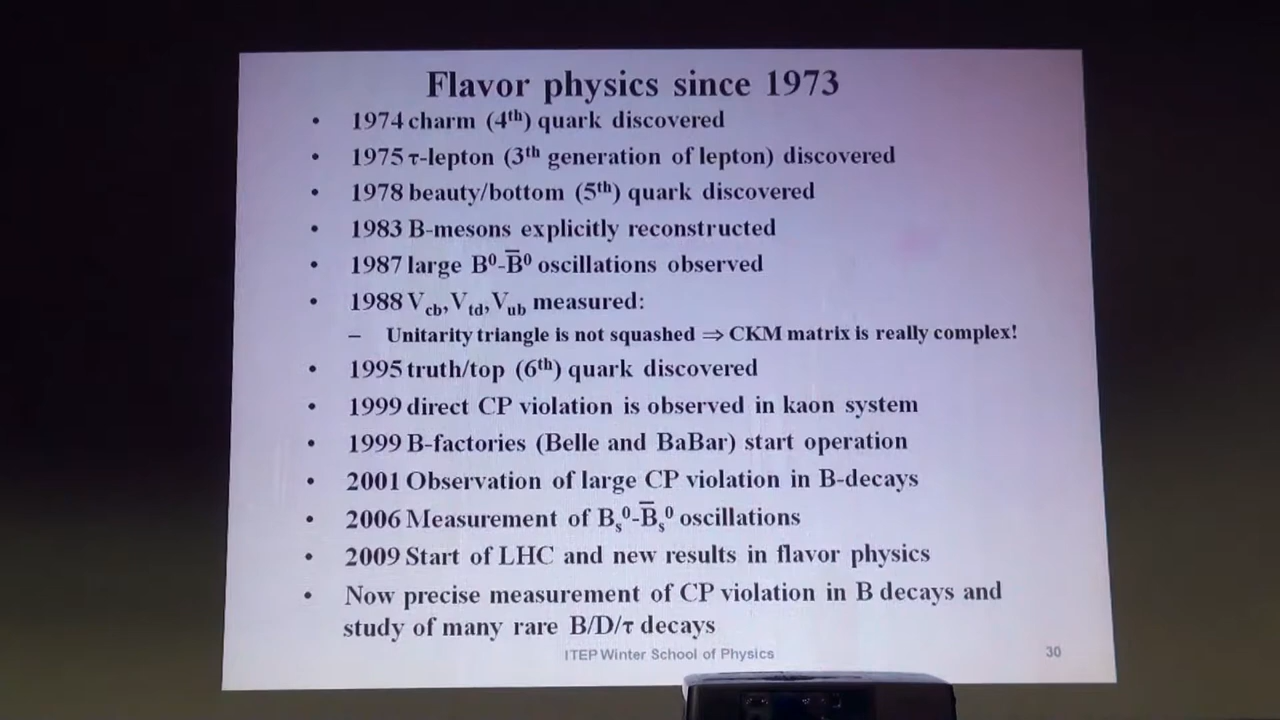 Flavor physics since 1973
• 1974 charm (4th) quark discovered
• 1975 τ-lepton (3th generation of lepton) discovered
• 1978 beauty/bottom (5th) quark discovered
• 1983 B-mesons explicitly reconstructed
• 1987 large B⁰-B̅⁰ oscillations observed
• 1988 Vcb,Vtd,Vub measured:
– Unitarity triangle is not squashed ⇒ CKM matrix is really complex!
• 1995 truth/top (6th) quark discovered
• 1999 direct CP violation is observed in kaon system
• 1999 B-factories (Belle and BaBar) start operation
• 2001 Observation of large CP violation in B-decays
• 2006 Measurement of Bs⁰-B̅s⁰ oscillations
• 2009 Start of LHC and new results in flavor physics
• Now precise measurement of CP violation in B decays and
study of many rare B/D/τ decays
ITEP Winter School of Physics 30